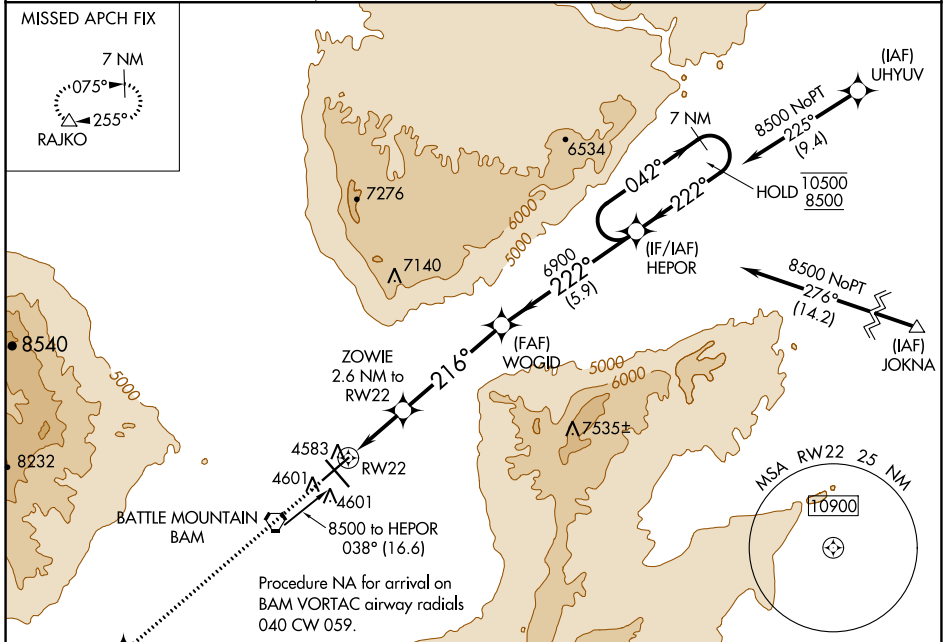 MISSED APCH FIX
7 NM
075°
255°
RAJKO
(IAF)
UHYUV
8500 NoPT
225°
(9.4)
7 NM
6534
042°
222°
HOLD
10500
8500
7276
6000
5000
(IF/IAF)
HEPOR
7140
6900
222°
(5.9)
8500 NoPT
276°
(14.2)
(IAF)
JOKNA
8540
5000
(FAF)
WOGID
ZOWIE
2.6 NM to
RW22
216°
5000
6000
7535±
4583
RW22
8232
4601
4601
MSA RW22 25 NM
10900
BATTLE MOUNTAIN
BAM
8500 to HEPOR
038° (16.6)
Procedure NA for arrival on
BAM VORTAC airway radials
040 CW 059.